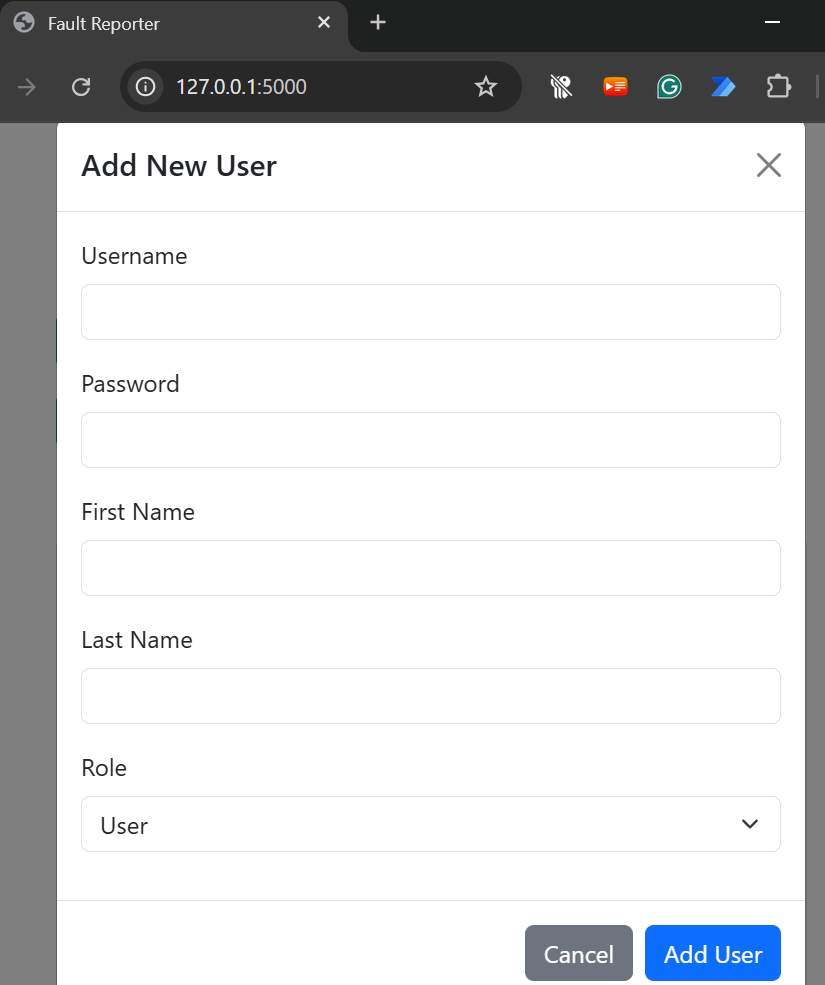 Fault Reporter
127.0.0.1:5000
Add New User
Username
Password
First Name
Last Name
Role
User
Cancel Add User